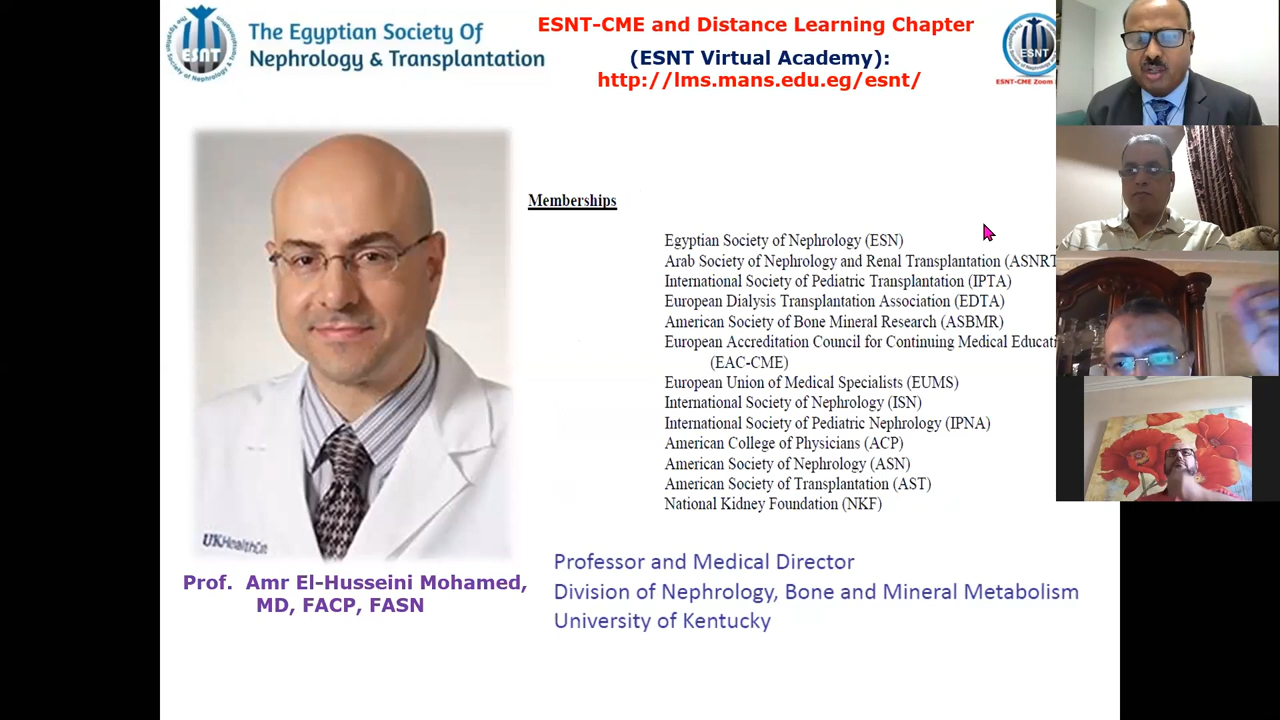 The Egyptian Society Of
Nephrology & Transplantation
ESNT
ESNT-CME and Distance Learning Chapter
(ESNT Virtual Academy):
http://lms.mans.edu.eg/esnt/
ESNT
ESNT-CME Zoom
Memberships
Egyptian Society of Nephrology (ESN)
Arab Society of Nephrology and Renal Transplantation (ASNRT
International Society of Pediatric Transplantation (IPTA)
European Dialysis Transplantation Association (EDTA)
American Society of Bone Mineral Research (ASBMR)
European Accreditation Council for Continuing Medical Educati
(EAC-CME)
European Union of Medical Specialists (EUMS)
International Society of Nephrology (ISN)
International Society of Pediatric Nephrology (IPNA)
American College of Physicians (ACP)
American Society of Nephrology (ASN)
American Society of Transplantation (AST)
National Kidney Foundation (NKF)
UKHealthCare
Prof. Amr El-Husseini Mohamed,
MD, FACP, FASN
Professor and Medical Director
Division of Nephrology, Bone and Mineral Metabolism
University of Kentucky